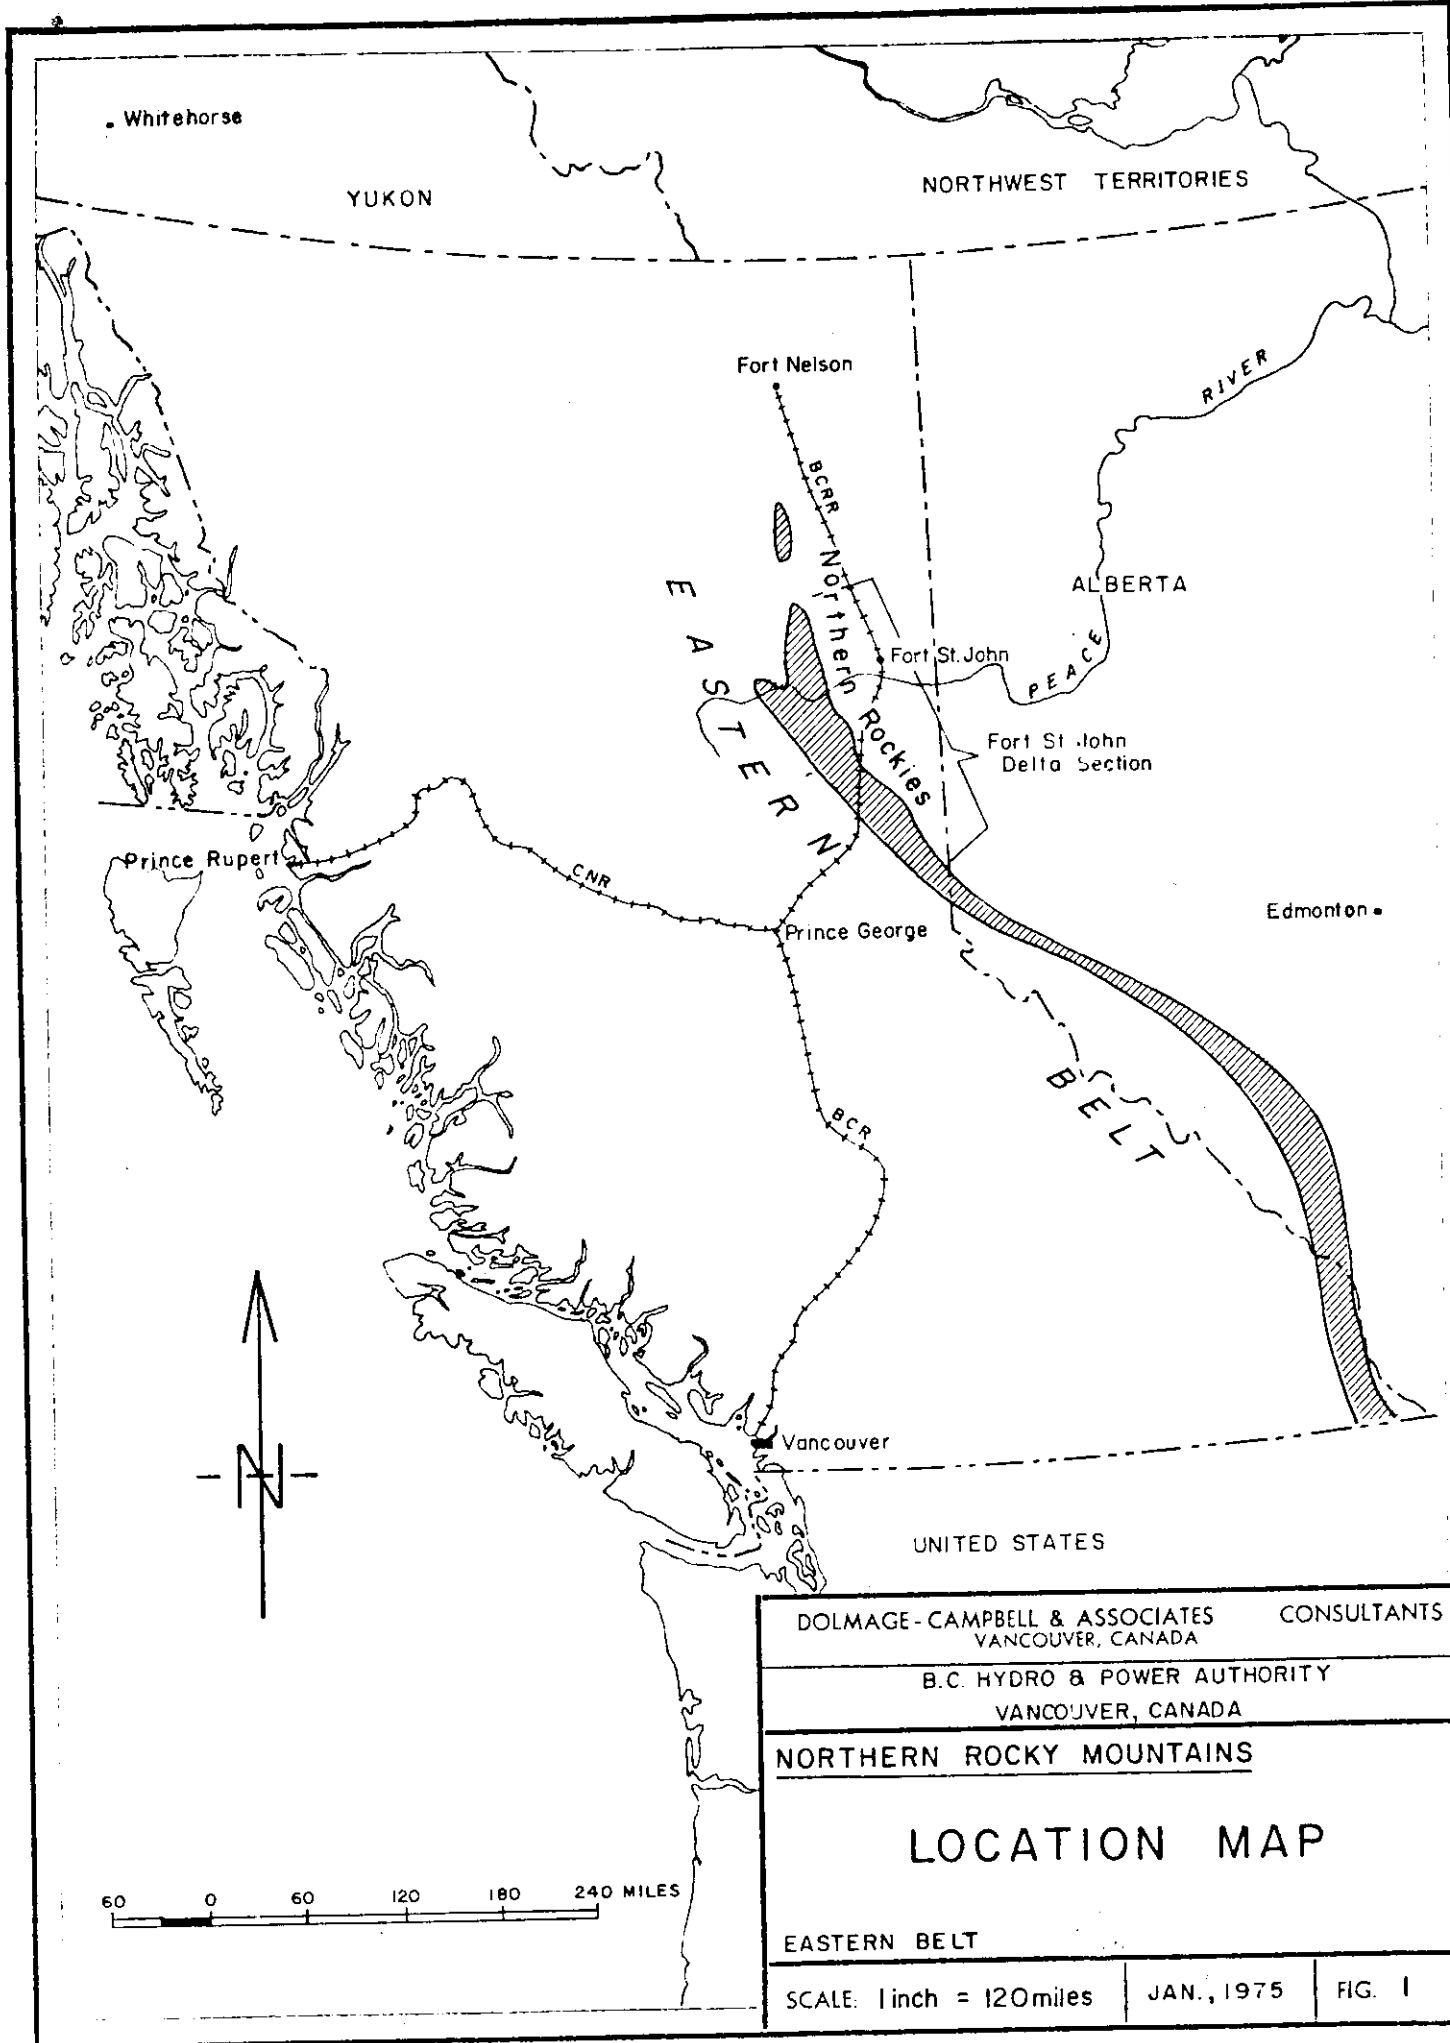 Whitehorse
YUKON
NORTHWEST TERRITORIES
Fort Nelson
RIVER
BCRR
Northern Rockies
ALBERTA
EASTERN
Fort St. John
PEACE
Fort St John
Delta Section
Prince Rupert
CNR
Prince George
Edmonton
BELT
BCR
N
Vancouver
UNITED STATES
DOLMAGE-CAMPBELL & ASSOCIATES CONSULTANTS
VANCOUVER, CANADA
B.C. HYDRO & POWER AUTHORITY
VANCOUVER, CANADA
NORTHERN ROCKY MOUNTAINS
LOCATION MAP
60 0 60 120 180 240 MILES
EASTERN BELT
SCALE: 1 inch = 120 miles
JAN., 1975
FIG. 1